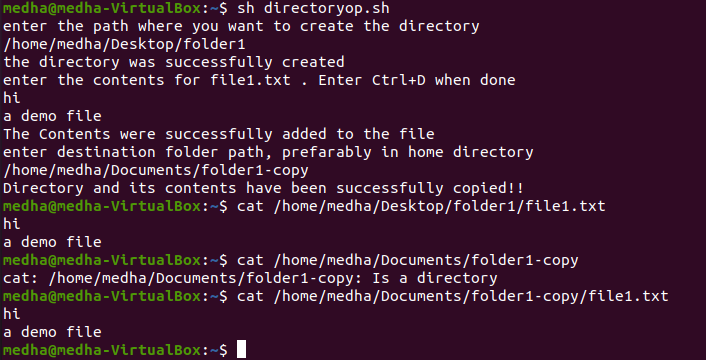 medha@medha-VirtualBox:~$ sh directoryop.sh
enter the path where you want to create the directory
/home/medha/Desktop/folder1
the directory was successfully created
enter the contents for file1.txt . Enter Ctrl+D when done
hi
a demo file
The Contents were successfully added to the file
enter destination folder path, prefarably in home directory
/home/medha/Documents/folder1-copy
Directory and its contents have been successfully copied!!
medha@medha-VirtualBox:~$ cat /home/medha/Desktop/folder1/file1.txt
hi
a demo file
medha@medha-VirtualBox:~$ cat /home/medha/Documents/folder1-copy
cat: /home/medha/Documents/folder1-copy: Is a directory
medha@medha-VirtualBox:~$ cat /home/medha/Documents/folder1-copy/file1.txt
hi
a demo file
medha@medha-VirtualBox:~$